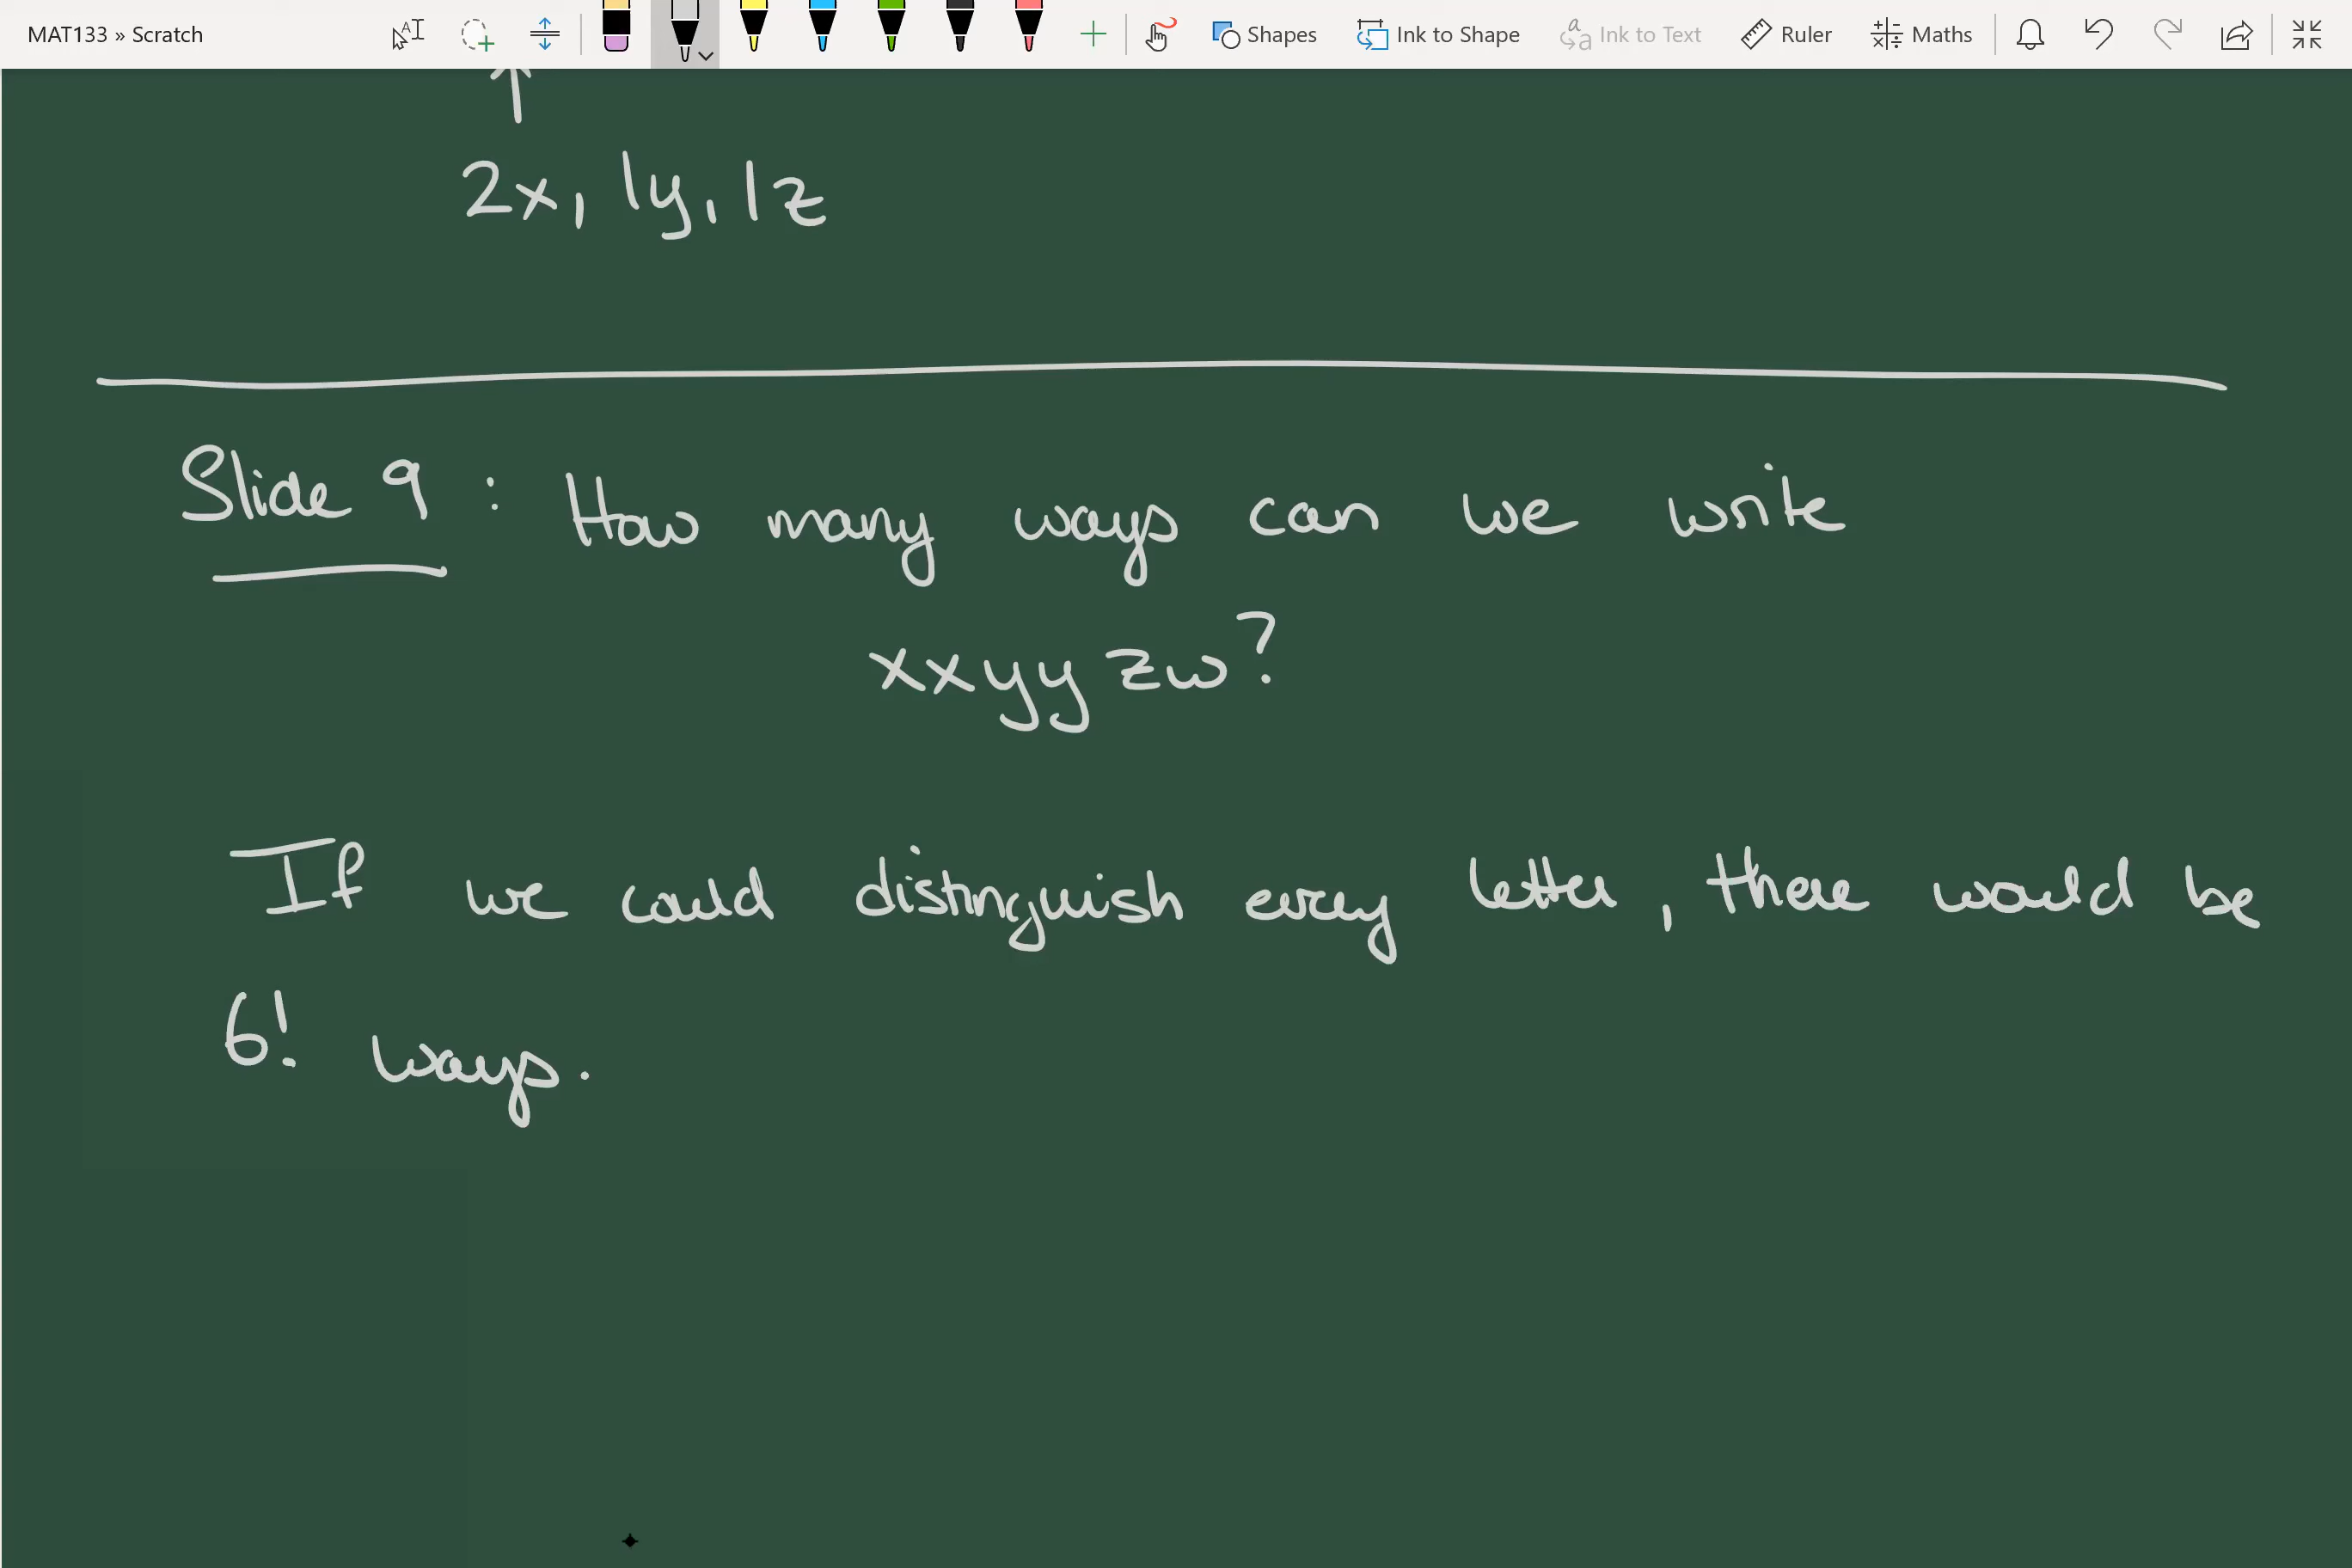 MAT133 » Scratch
Shapes Ink to Shape Ink to Text Ruler Maths
2x, 1y, 1z
Slide 9 : How many ways can we write
xxyyzw?
If we could distinguish every letter, there would be
6! ways.